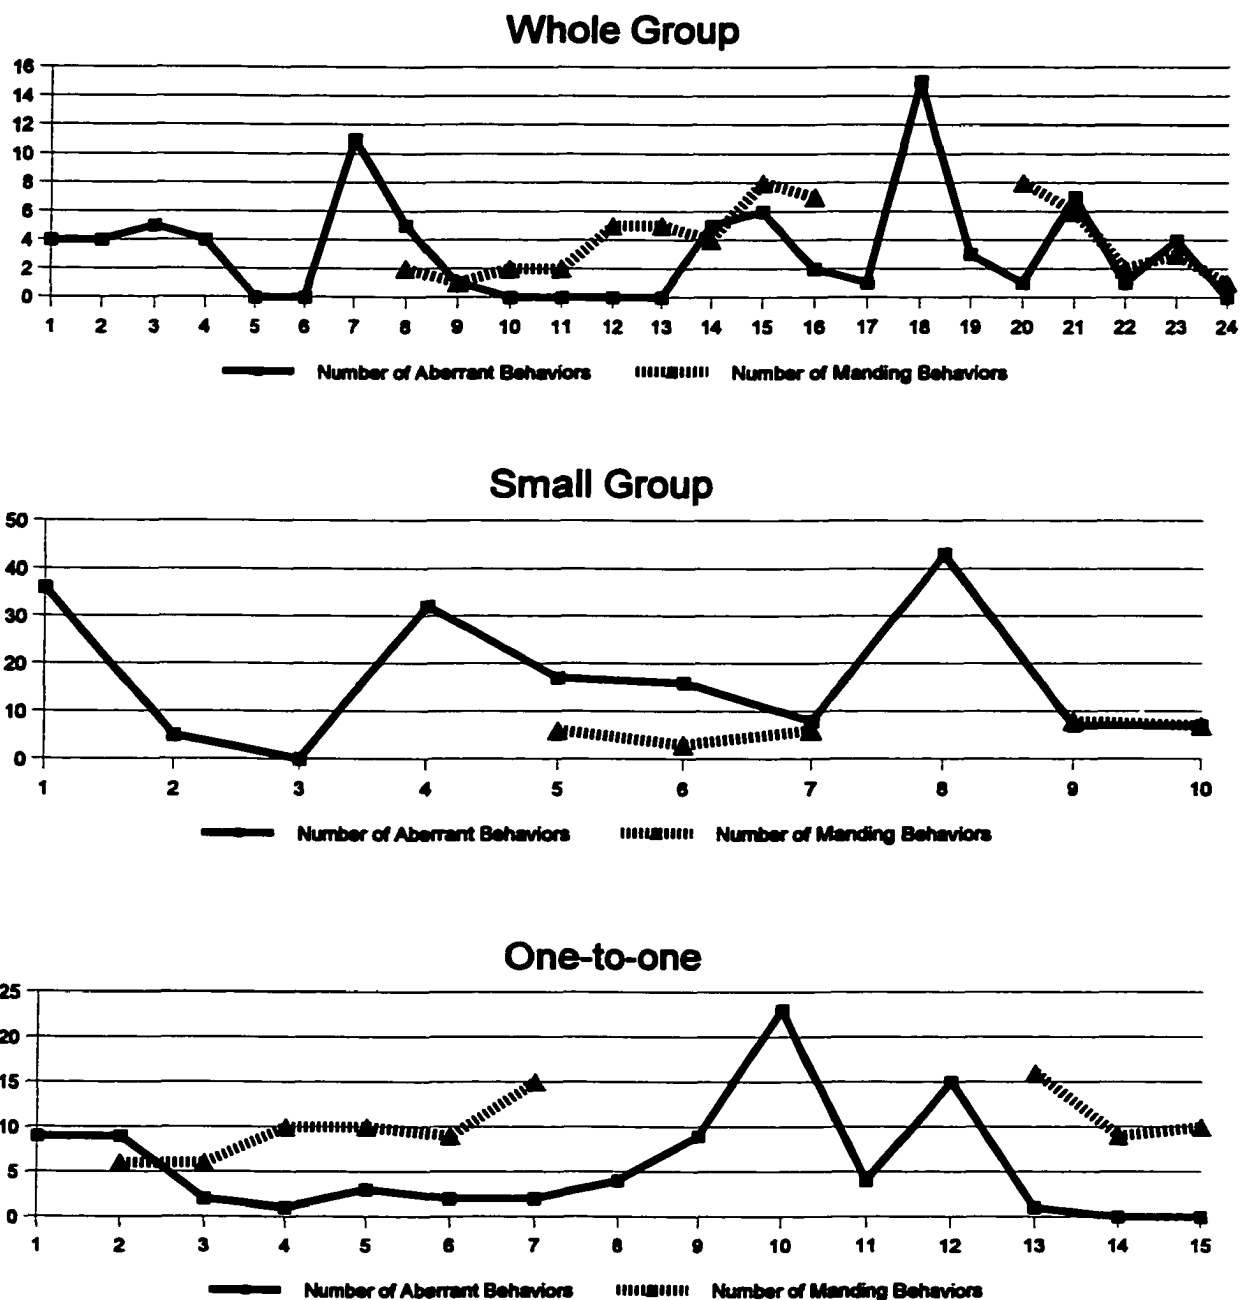 Whole Group
16
14
12
10
8
6
4
2
0
1 2 3 4 5 6 7 8 9 10 11 12 13 14 15 16 17 18 19 20 21 22 23 24
Number of Aberrant Behaviors Number of Manding Behaviors
Small Group
50
40
30
20
10
0
1 2 3 4 5 6 7 8 9 10
Number of Aberrant Behaviors Number of Manding Behaviors
One-to-one
25
20
15
10
5
0
1 2 3 4 5 6 7 8 9 10 11 12 13 14 15
Number of Aberrant Behaviors Number of Manding Behaviors